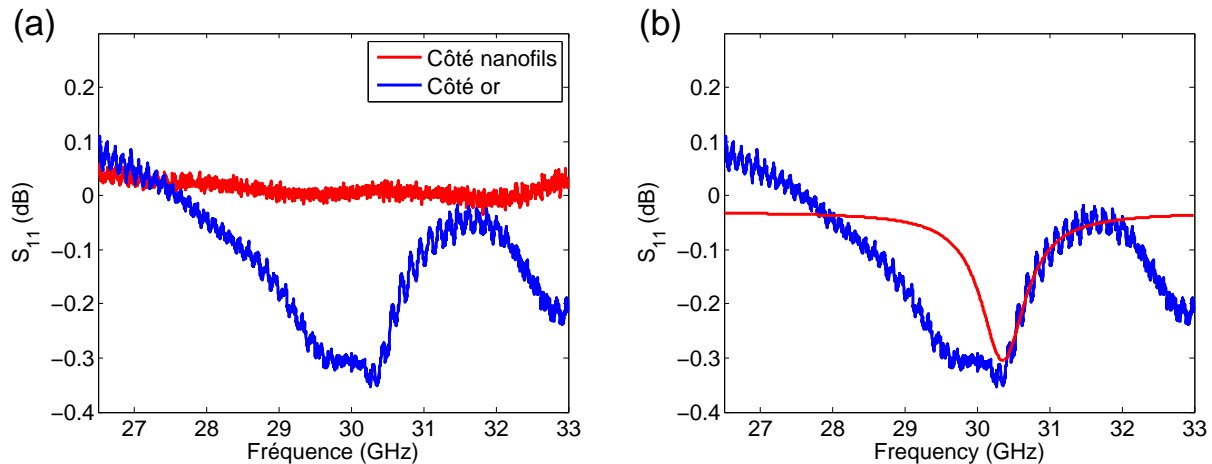 (a)
S11 (dB)
0.2
0.1
0
−0.1
−0.2
−0.3
−0.4
27 28 29 30 31 32 33
Fréquence (GHz)
Côté nanofils
Côté or
(b)
S11 (dB)
0.2
0.1
0
−0.1
−0.2
−0.3
−0.4
27 28 29 30 31 32 33
Frequency (GHz)